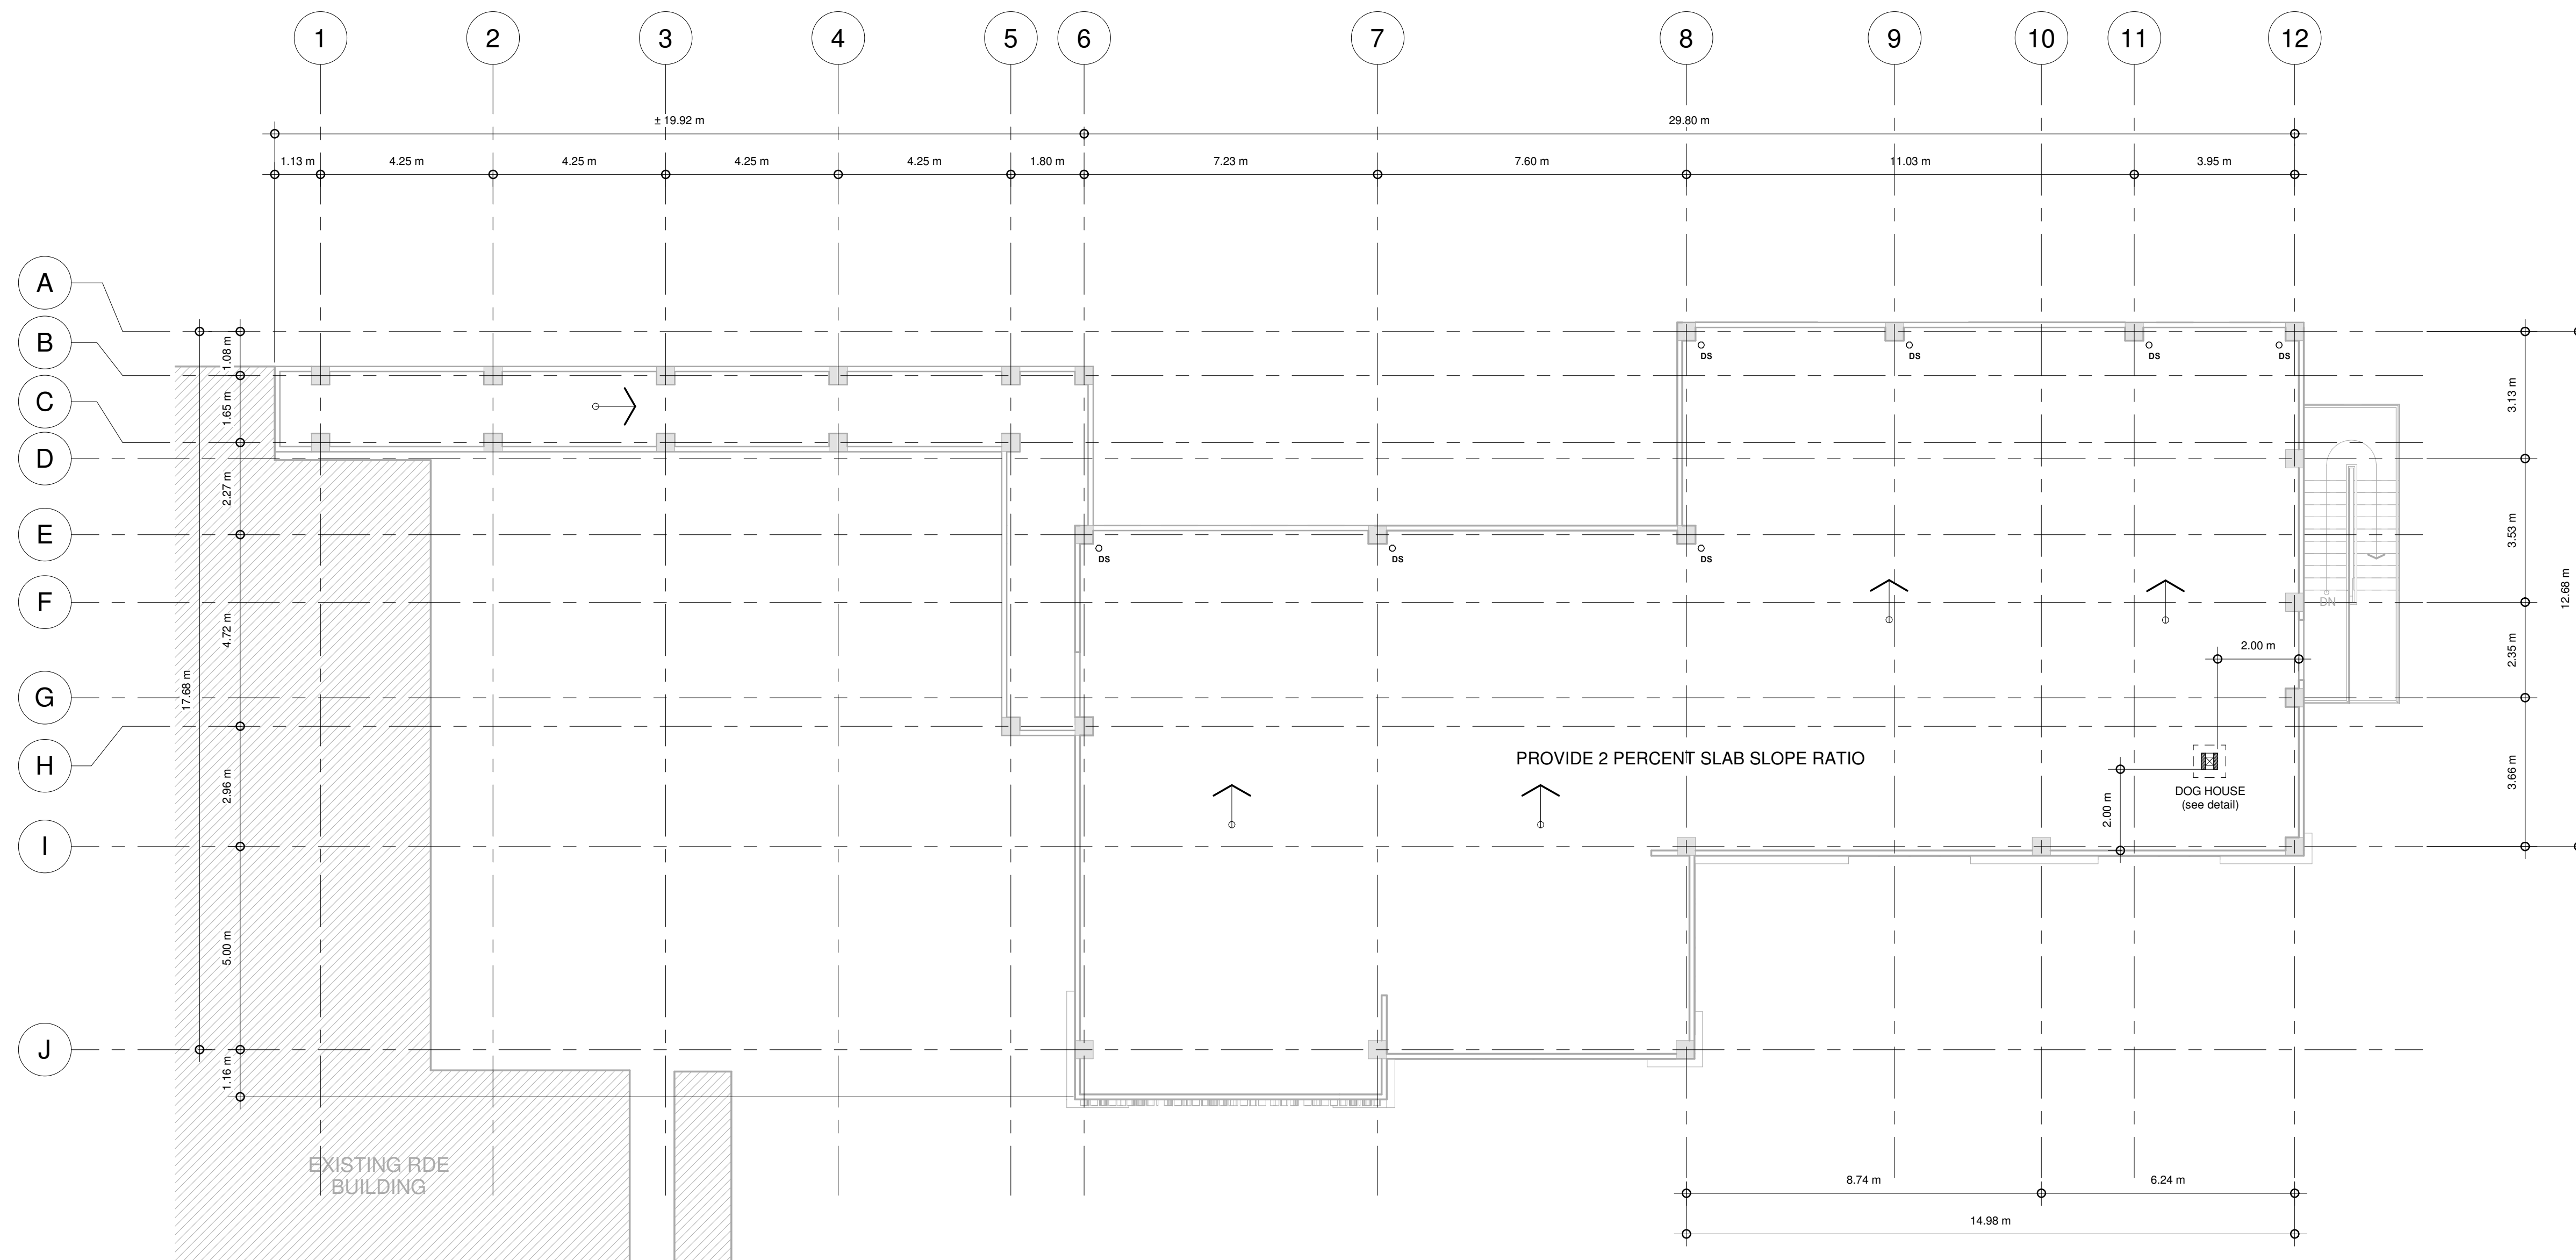 1 2 3 4 5 6 7 8 9 10 11 12
± 19.92 m 29.80 m
1.13 m 4.25 m 4.25 m 4.25 m 4.25 m 1.80 m 7.23 m 7.60 m 11.03 m 3.95 m
A
B
C
D
E
F
G
H
I
J
1.08 m
1.65 m
2.27 m
4.72 m
17.68 m
2.96 m
5.00 m
1.16 m
DS DS DS DS
DS DS DS
3.13 m
3.53 m
12.68 m
2.35 m
3.66 m
DN
2.00 m
PROVIDE 2 PERCENT SLAB SLOPE RATIO
DOG HOUSE
(see detail)
2.00 m
EXISTING RDE
BUILDING
8.74 m 6.24 m
14.98 m